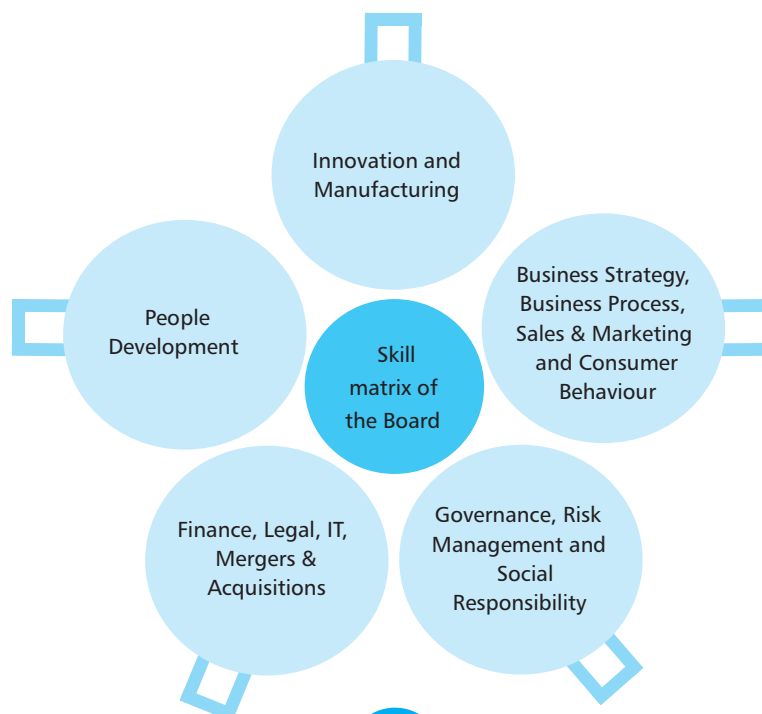 Innovation and
Manufacturing
People
Development
Skill
matrix of
the Board
Business Strategy,
Business Process,
Sales & Marketing
and Consumer
Behaviour
Finance, Legal, IT,
Mergers &
Acquisitions
Governance, Risk
Management and
Social
Responsibility